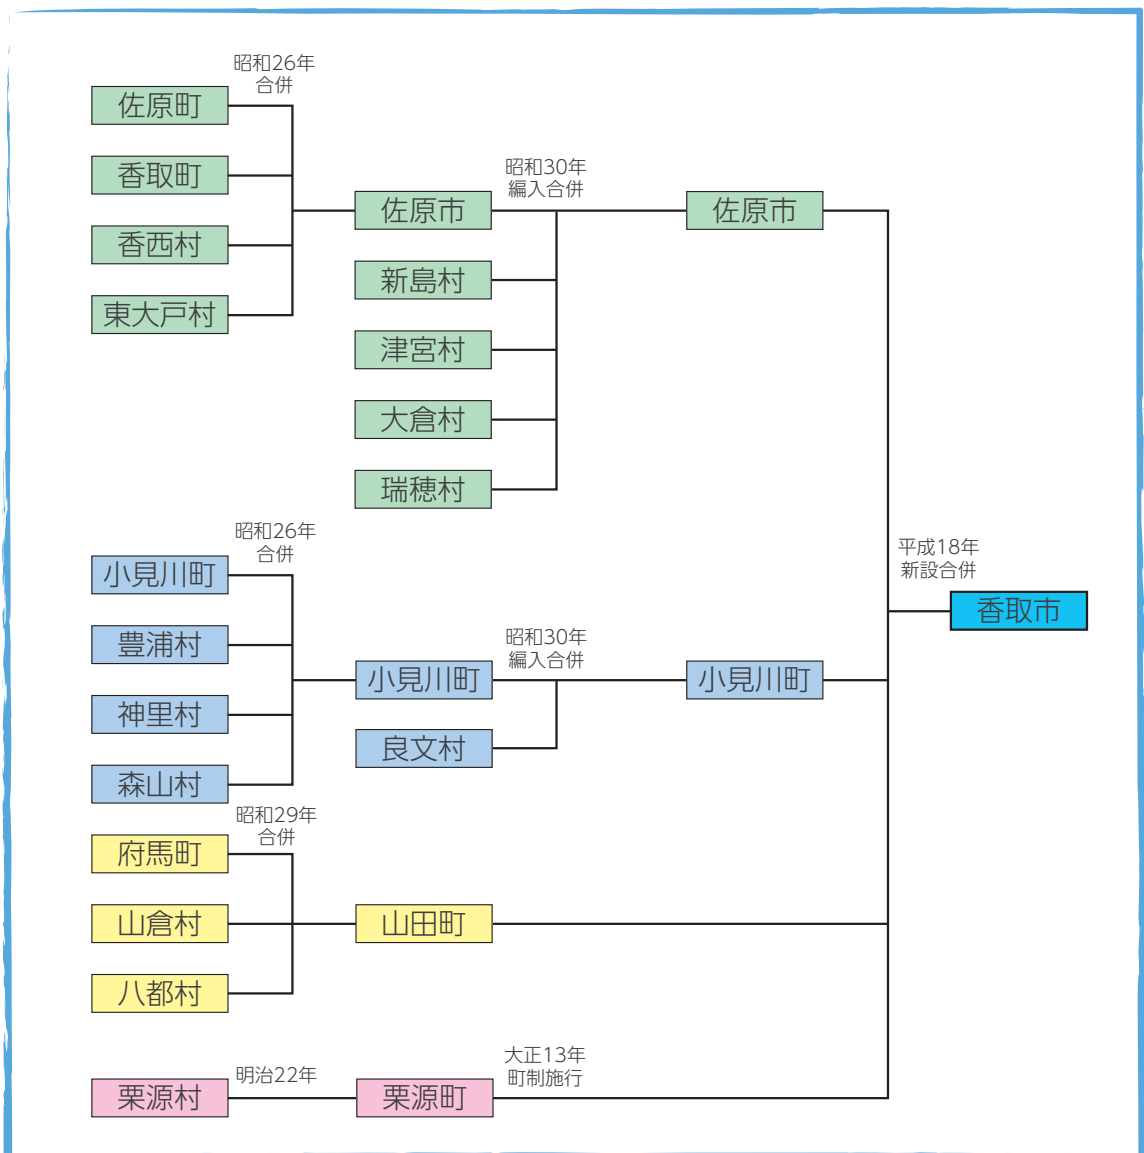 昭和26年
合併
佐原町
香取町
香西村
東大戸村
昭和30年
編入合併
佐原市
新島村
津宮村
大倉村
瑞穂村
佐原市
昭和26年
合併
小見川町
豊浦村
神里村
森山村
昭和30年
編入合併
小見川町
良文村
小見川町
昭和29年
合併
府馬町
山倉村
八都村
山田町
栗源村
明治22年
栗源町
大正13年
町制施行
平成18年
新設合併
香取市